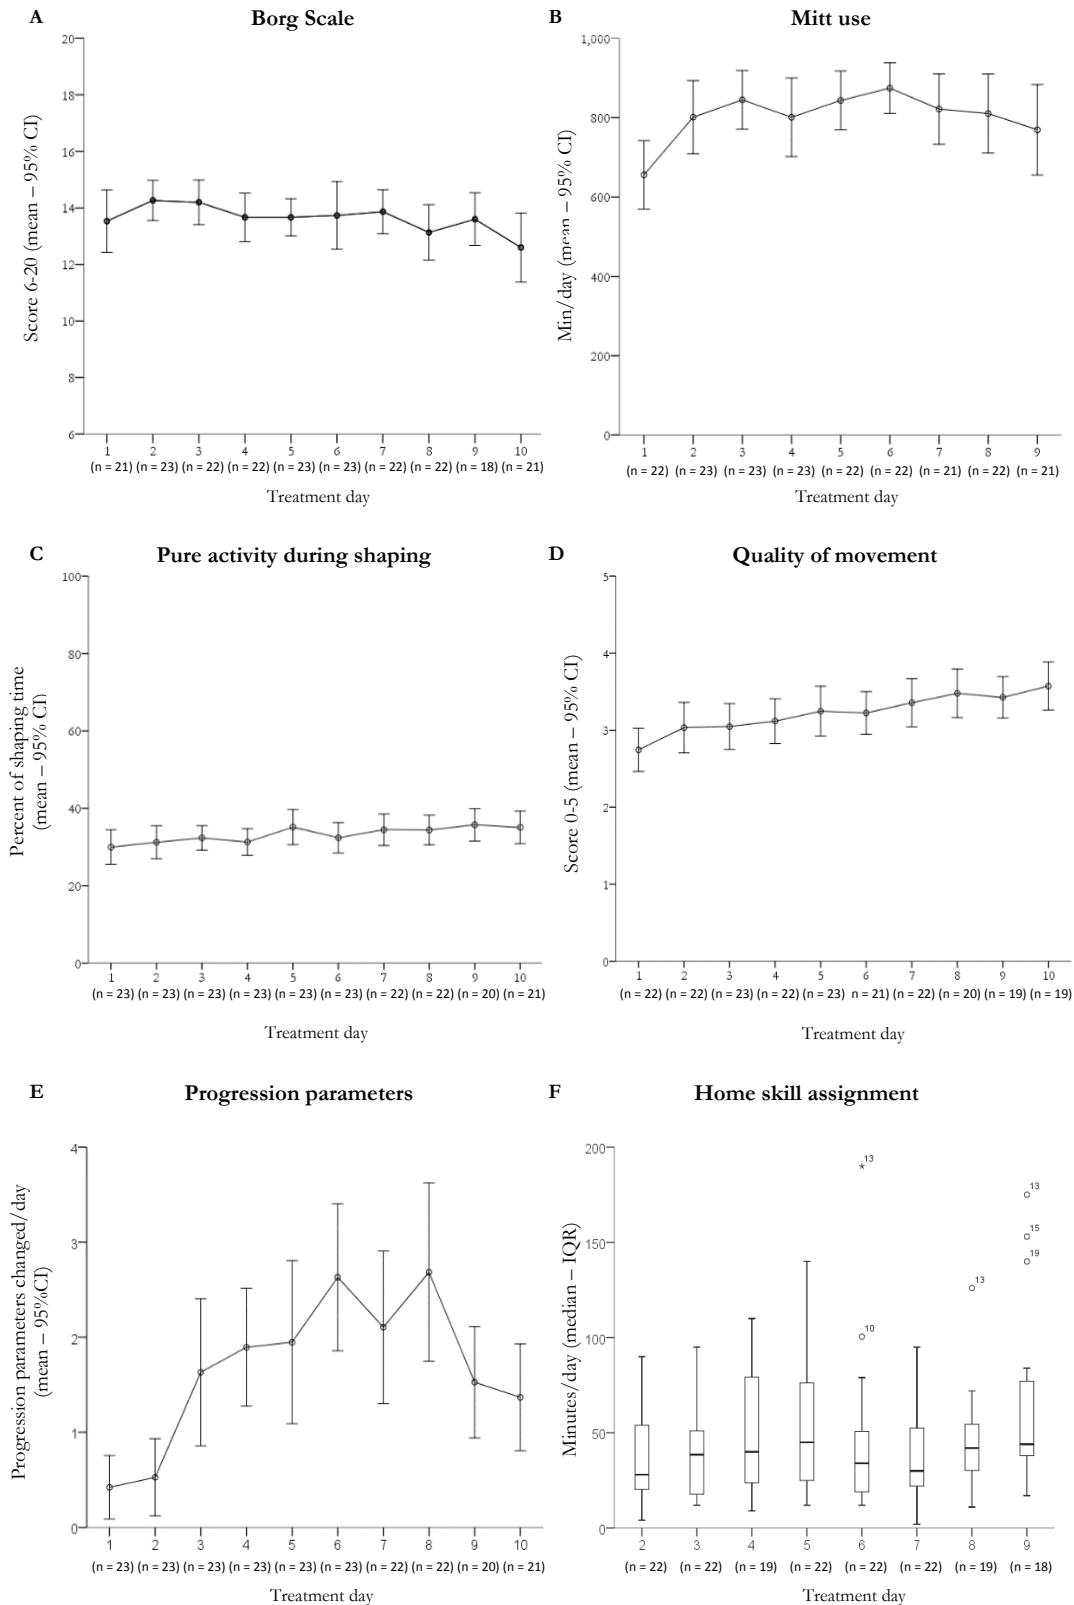 A
Borg Scale
Score 6-20 (mean – 95% CI)
20
18
16
14
12
10
8
6
1 2 3 4 5 6 7 8 9 10
(n = 21) (n = 23) (n = 22) (n = 22) (n = 23) (n = 23) (n = 22) (n = 22) (n = 18) (n = 21)
Treatment day
B
Mitt use
Min/day (mean – 95% CI)
1,000
800
600
400
200
0
1 2 3 4 5 6 7 8 9
(n = 22) (n = 23) (n = 22) (n = 23) (n = 22) (n = 22) (n = 21) (n = 22) (n = 21)
Treatment day
C
Pure activity during shaping
Percent of shaping time
(mean – 95% CI)
100
80
60
40
20
0
1 2 3 4 5 6 7 8 9 10
(n = 23) (n = 23) (n = 23) (n = 23) (n = 23) (n = 23) (n = 22) (n = 22) (n = 20) (n = 21)
Treatment day
D
Quality of movement
Score 0-5 (mean – 95% CI)
5
4
3
2
1
0
1 2 3 4 5 6 7 8 9 10
(n = 22) (n = 22) (n = 23) (n = 22) (n = 23) n = 21) (n = 22) (n = 20) (n = 19) (n = 19)
Treatment day
E
Progression parameters
Progression parameters changed/day
(mean – 95%CI)
4
3
2
1
0
1 2 3 4 5 6 7 8 9 10
(n = 23) (n = 23) (n = 23) (n = 23) (n = 23) (n = 23) (n = 22) (n = 22) (n = 20) (n = 21)
Treatment day
F
Home skill assignment
Minutes/day (median – IQR)
200
150
100
50
0
*13
13
15
19
13
10
2 3 4 5 6 7 8 9
(n = 22) (n = 22) (n = 19) (n = 22) (n = 22) (n = 22) (n = 19) (n = 18)
Treatment day